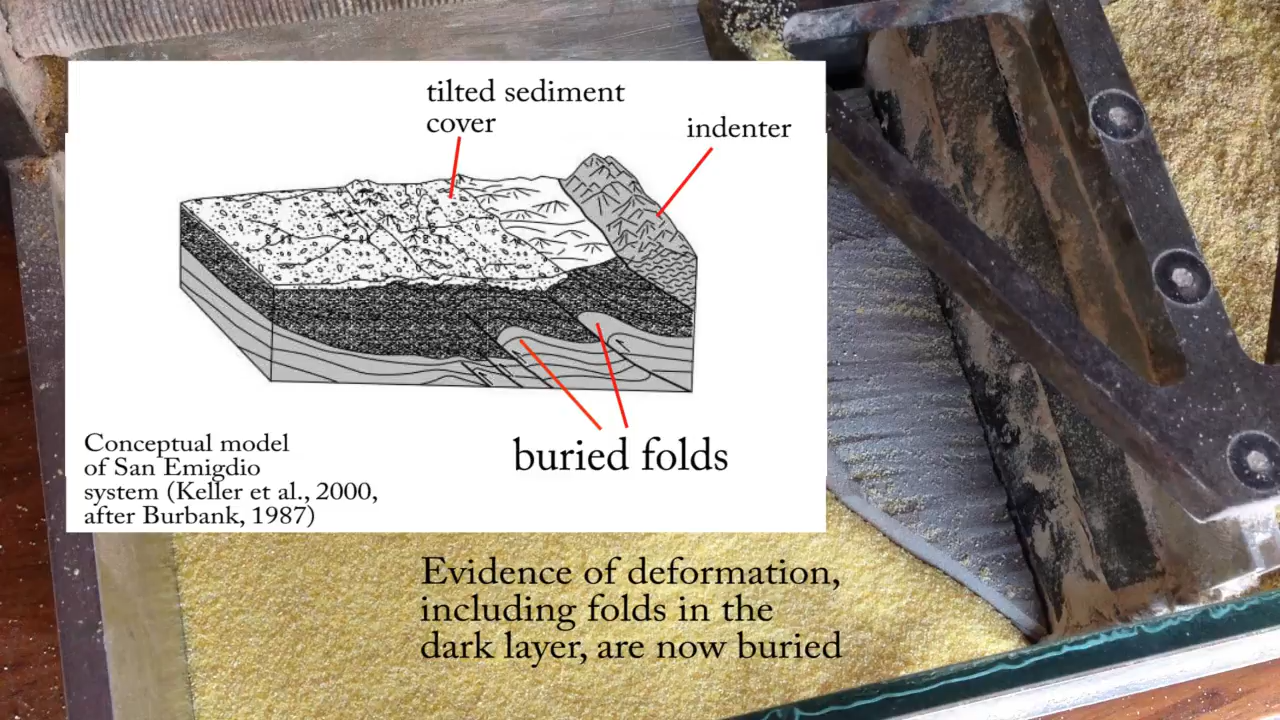 tilted sediment
cover
indenter
buried folds
Conceptual model
of San Emigdio
system (Keller et al., 2000,
after Burbank, 1987)
Evidence of deformation,
including folds in the
dark layer, are now buried